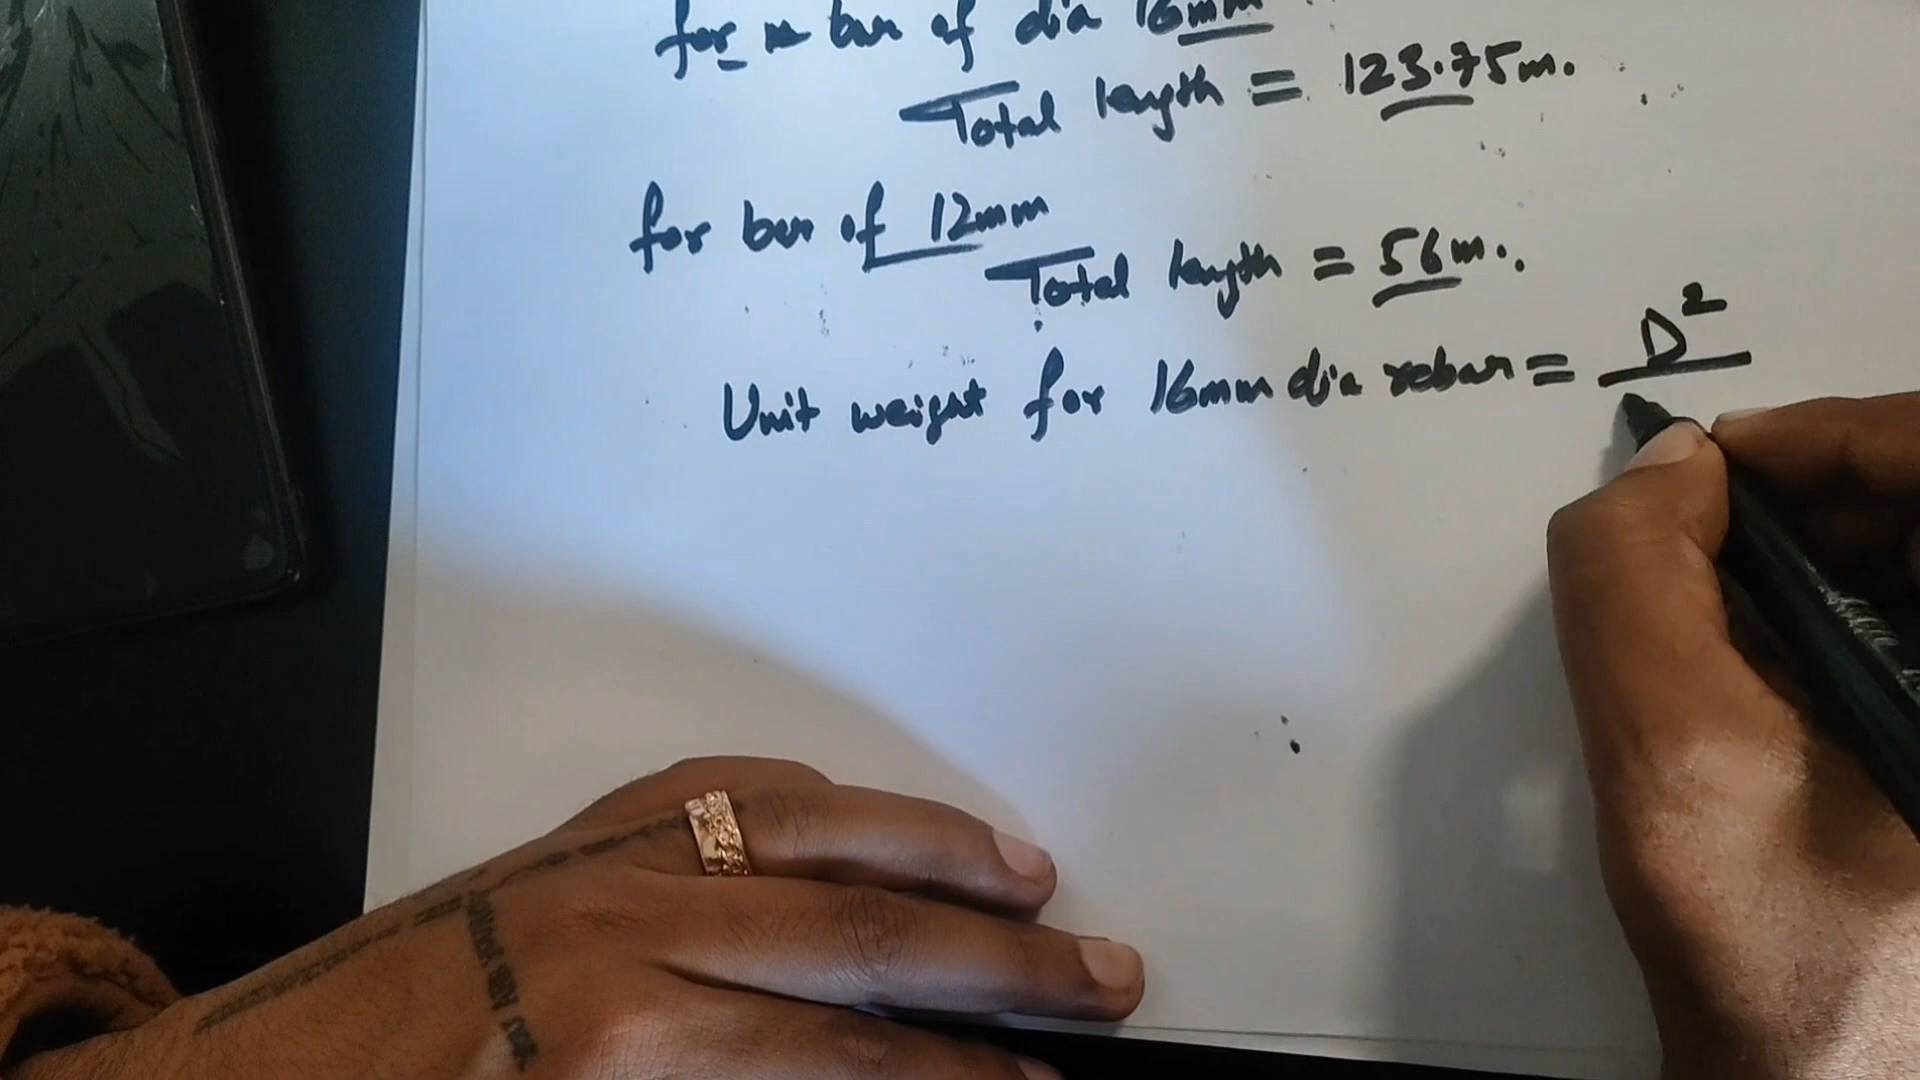 for bar of dia 16mm
Total length = 123.75m.
for bar of 12mm
Total length = 56m.
Unit weight for 16mm dia rebar = D²